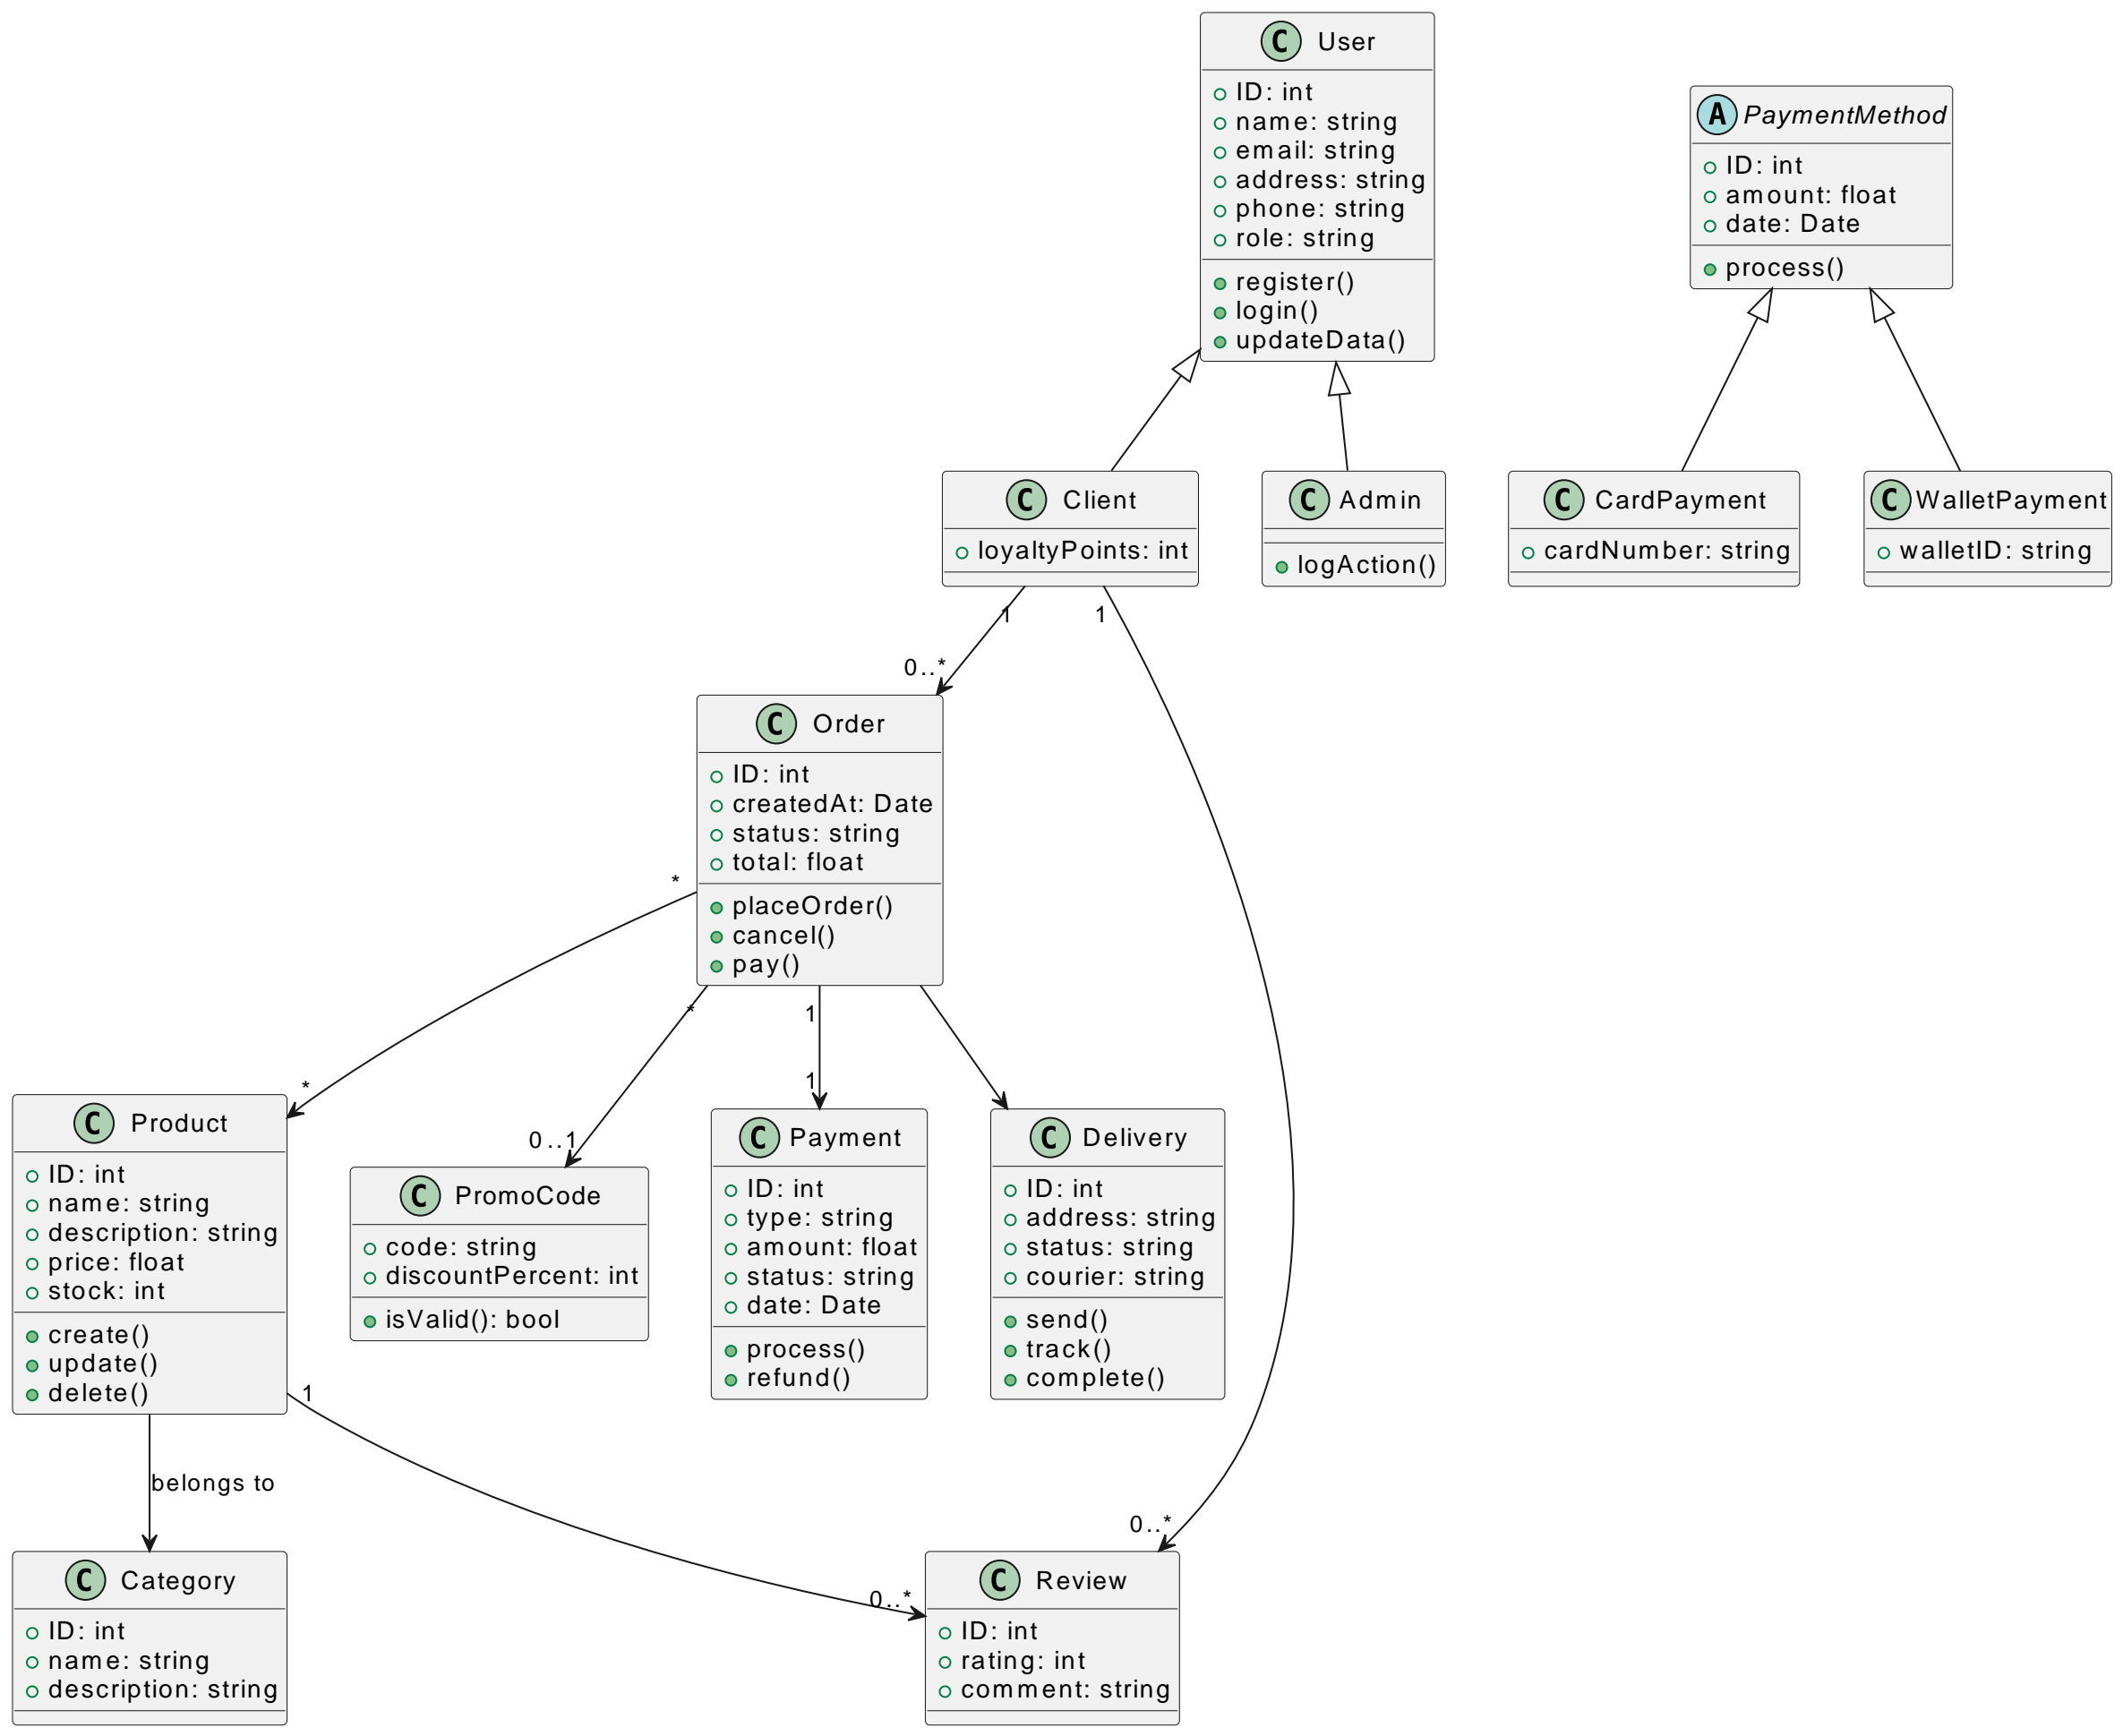 C User
ID: int
name: string
email: string
address: string
phone: string
role: string
register()
login()
updateData()
A PaymentMethod
ID: int
amount: float
date: Date
process()
C Client
loyaltyPoints: int
C Admin
logAction()
C CardPayment
cardNumber: string
C WalletPayment
walletID: string
1
1
0..*
C Order
ID: int
createdAt: Date
status: string
total: float
placeOrder()
cancel()
pay()
*
*
*
0..1
1
1
C Product
ID: int
name: string
description: string
price: float
stock: int
create()
update()
delete()
C PromoCode
code: string
discountPercent: int
isValid(): bool
C Payment
ID: int
type: string
amount: float
status: string
date: Date
process()
refund()
C Delivery
ID: int
address: string
status: string
courier: string
send()
track()
complete()
1
belongs to
0..*
0..*
C Category
ID: int
name: string
description: string
C Review
ID: int
rating: int
comment: string